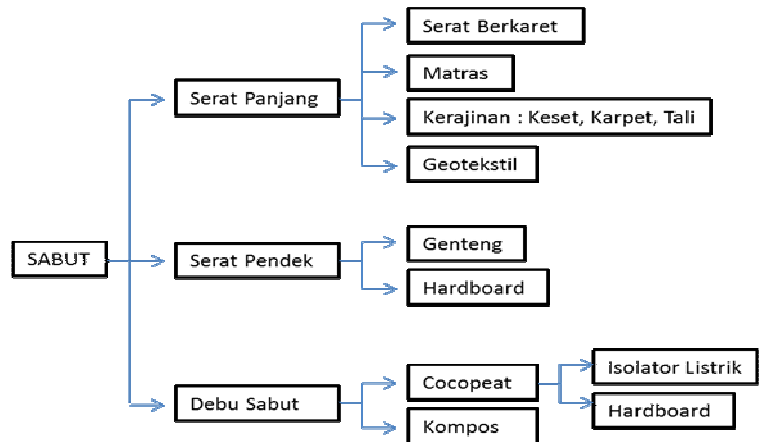 SABUT
Serat Panjang
Serat Berkaret
Matras
Kerajinan : Keset, Karpet, Tali
Geotekstil
Serat Pendek
Genteng
Hardboard
Debu Sabut
Cocopeat
Isolator Listrik
Hardboard
Kompos